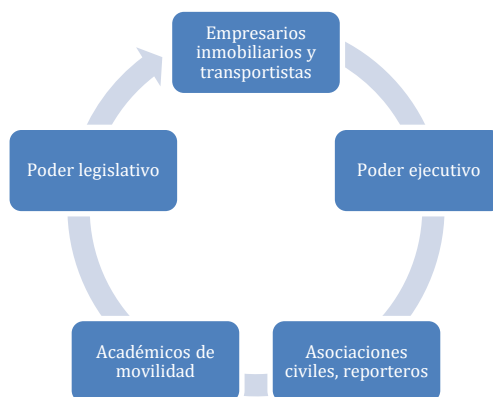 Empresarios
inmobiliarios y
transportistas
Poder legislativo
Poder ejecutivo
Académicos de
movilidad
Asociaciones
civiles, reporteros